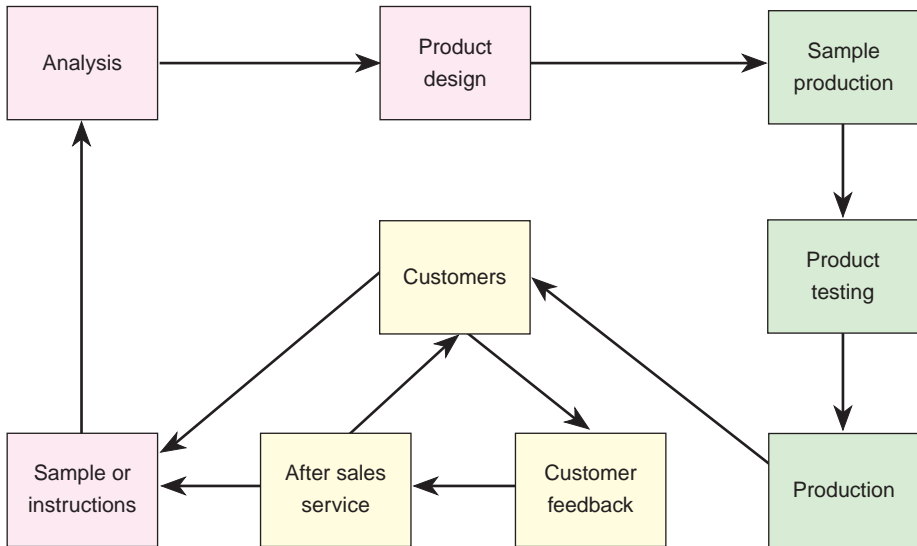 Analysis
Product
design
Sample
production
Customers
Product
testing
Sample or
instructions
After sales
service
Customer
feedback
Production